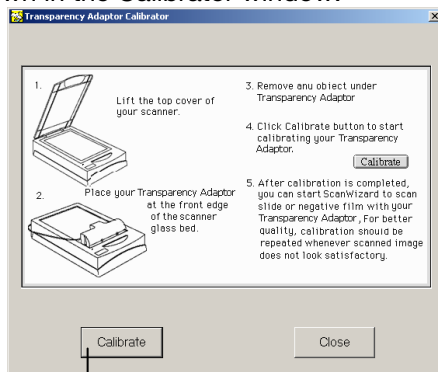 Transparency Adaptor Calibrator
1.
Lift the top cover of
your scanner.
2.
Place your Transparency Adaptor
at the front edge
of the scanner
glass bed.
3. Remove any object under
Transparency Adaptor
4. Click Calibrate button to start
calibrating your Transparency
Adaptor.
Calibrate
5. After calibration is completed,
you can start ScanWizard to scan
slide or negative film with your
Transparency Adaptor, For better
quality, calibration should be
repeated whenever scanned image
does not look satisfactory.
Calibrate
Close